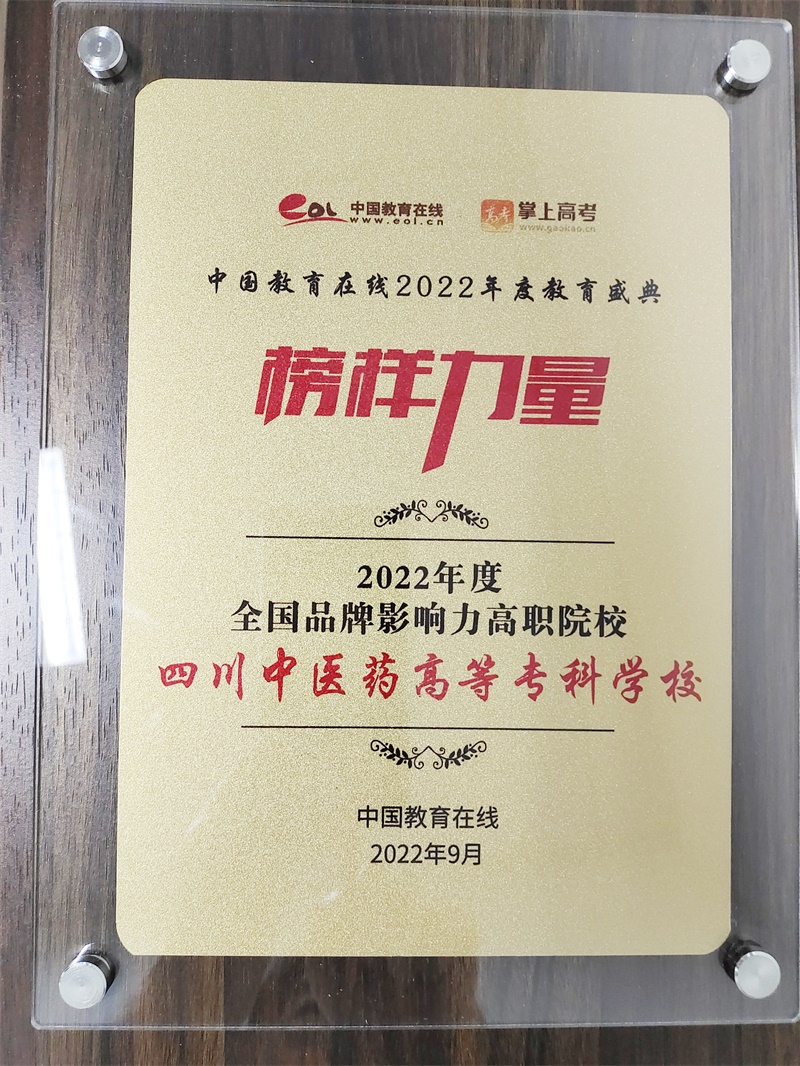 eol 中国教育在线 www.eol.cn
高考 掌上高考 www.gaokao.cn
中国教育在线2022年度教育盛典
榜样力量
2022年度
全国品牌影响力高职院校
四川中医药高等专科学校
中国教育在线
2022年9月